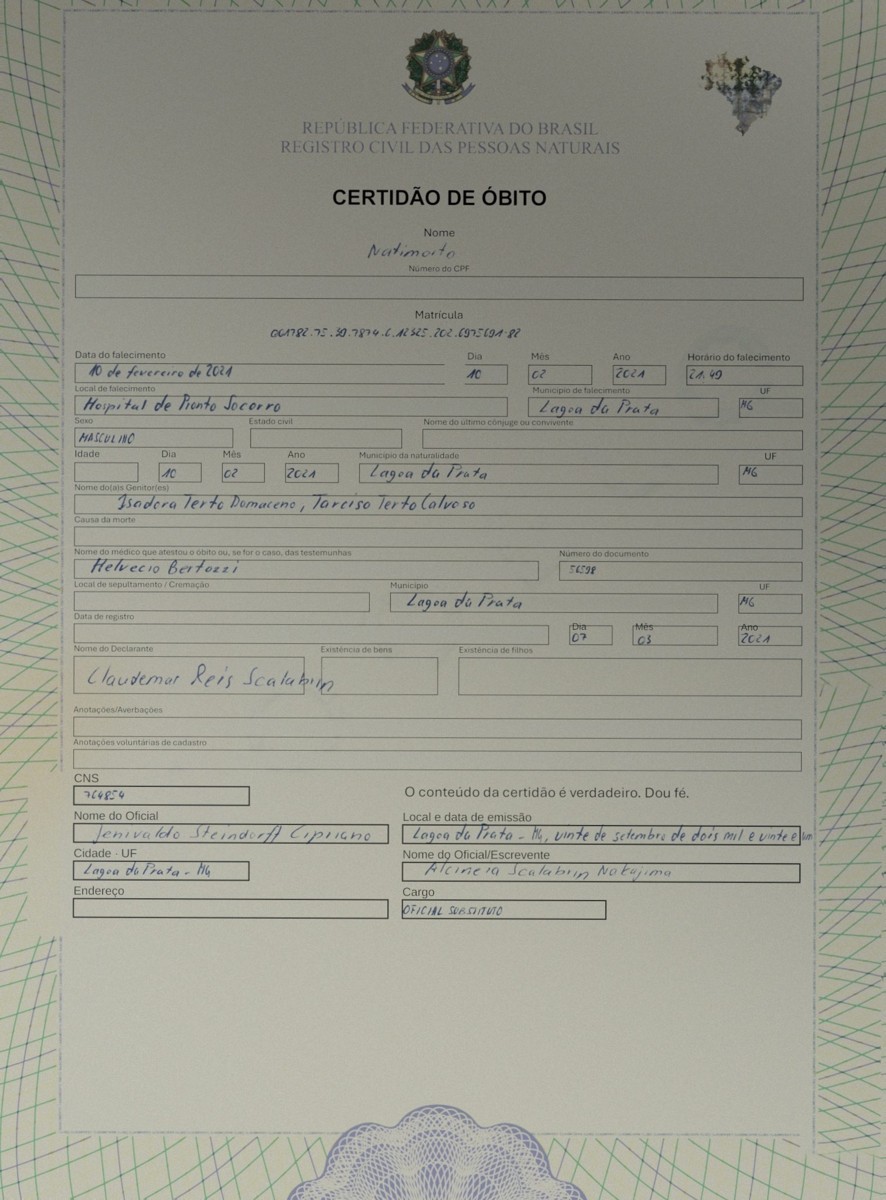 REPÚBLICA FEDERATIVA DO BRASIL
REGISTRO CIVIL DAS PESSOAS NATURAIS
CERTIDÃO DE ÓBITO
Nome
Natimorto
Número do CPF
Matrícula
Data do falecimento Dia Mês Ano Horário do falecimento
10 de fevereiro de 2021 10 02 2021 21.49
Local de falecimento Município de falecimento UF
Hospital de Pronto Socorro Lagoa da Prata MG
Sexo Estado civil Nome do último cônjuge ou convivente
MASCULINO
Idade Dia Mês Ano Município da naturalidade UF
10 02 2021 Lagoa da Prata MG
Nome do(a)s Genitor(es)
Isadora Terto Domaceno, Tarciso Terto Calvoso
Causa da morte
Nome do médico que atestou o óbito ou, se for o caso, das testemunhas Número do documento
Helvecio Bertozzi 56598
Local de sepultamento / Cremação Município UF
Lagoa da Prata MG
Data de registro Dia Mês Ano
07 03 2021
Nome do Declarante Existência de bens Existência de filhos
Claudemar Reis Scalabrin
Anotações/Averbações
Anotações voluntárias de cadastro
CNS
764854 O conteúdo da certidão é verdadeiro. Dou fé.
Nome do Oficial Local e data de emissão
Jenivaldo Steindorff Cipriano Lagoa da Prata - MG, vinte de setembro de dois mil e vinte e um
Cidade - UF Nome do Oficial/Escrevente
Lagoa da Prata - MG Alcineia Scalabrin Nakajima
Endereço Cargo
OFICIAL SUBSTITUTO